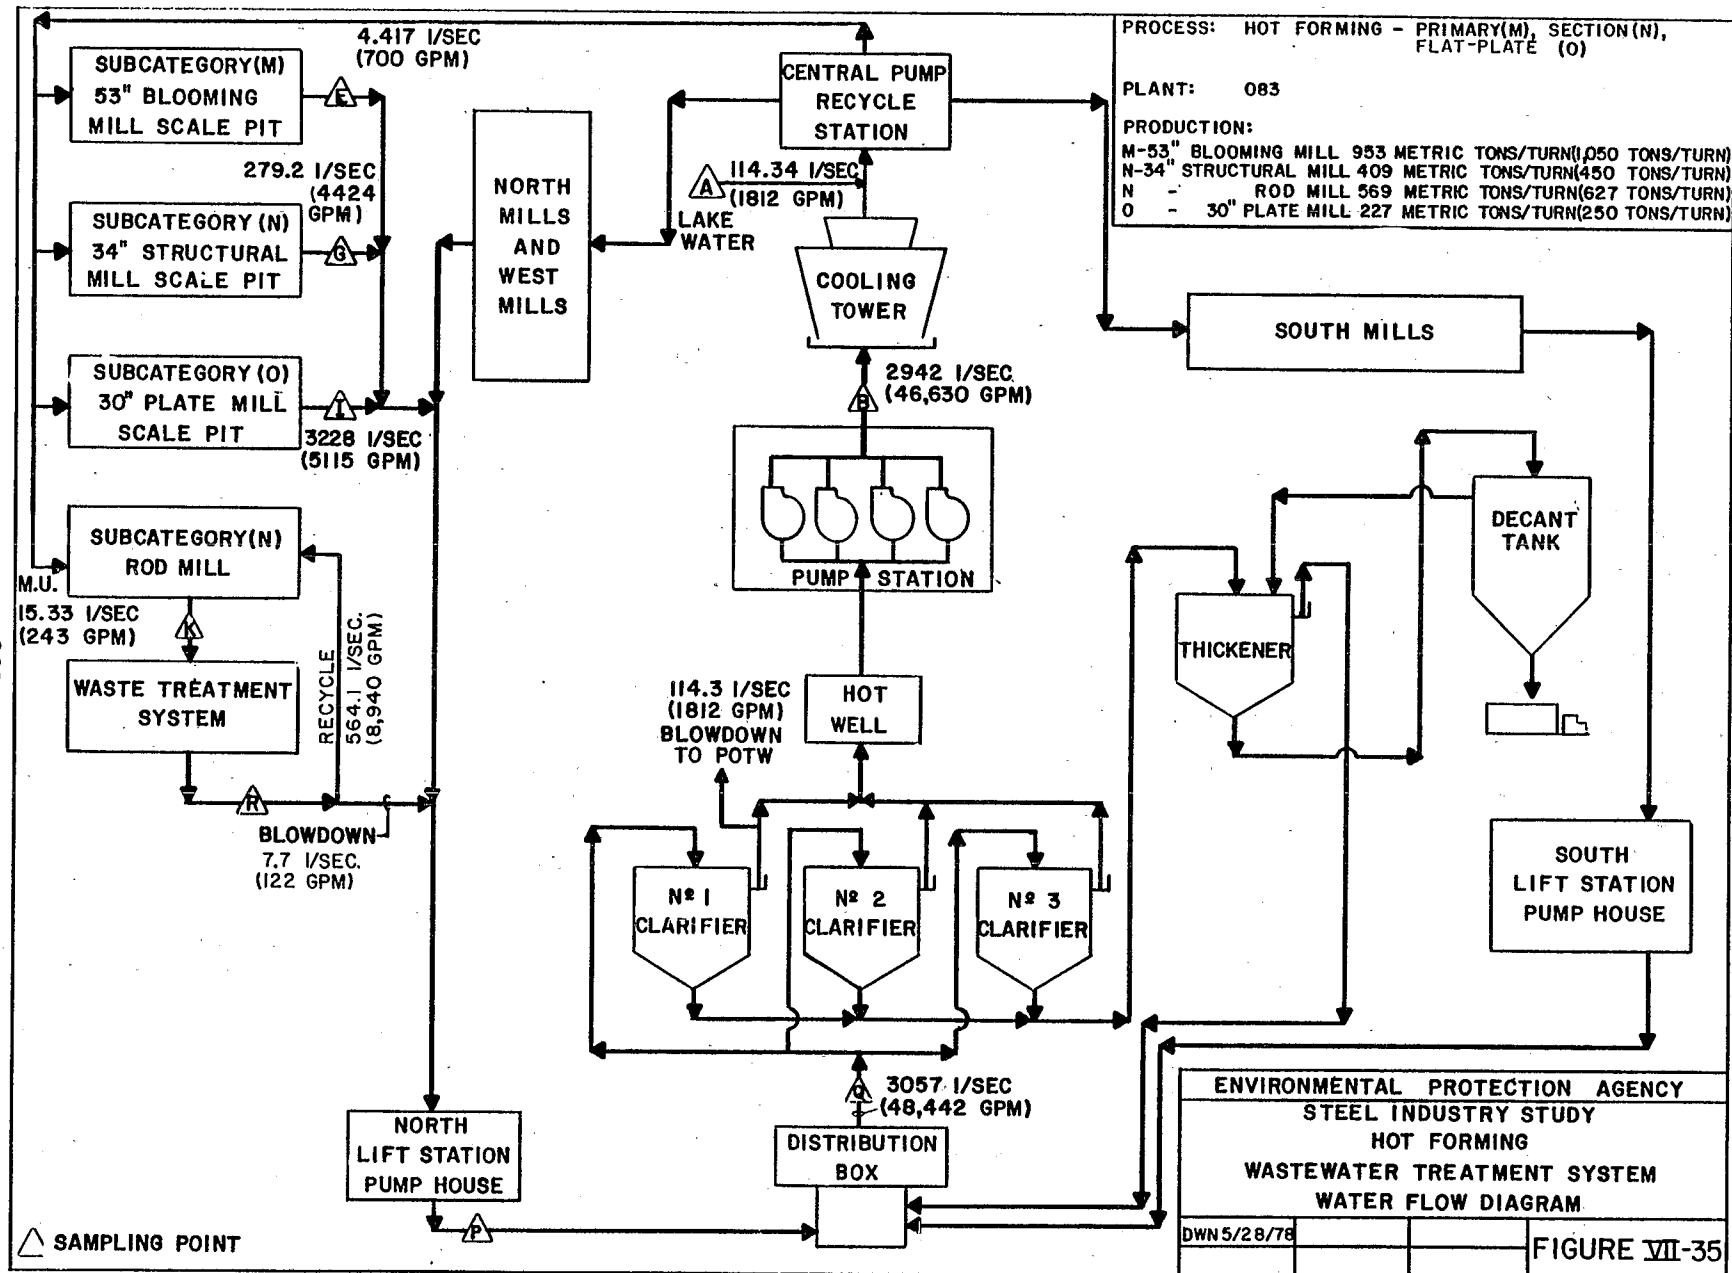 4.417 l/SEC
(700 GPM)
SUBCATEGORY(M)
53" BLOOMING
MILL SCALE PIT
E
279.2 l/SEC
(4424
GPM)
SUBCATEGORY (N)
34" STRUCTURAL
MILL SCALE PIT
G
SUBCATEGORY (O)
30" PLATE MILL
SCALE PIT
I
3228 l/SEC
(5115 GPM)
SUBCATEGORY(N)
ROD MILL
M.U.
15.33 l/SEC
(243 GPM)
K
WASTE TREATMENT
SYSTEM
RECYCLE
564.1 l/SEC.
(8,940 GPM)
R
BLOWDOWN
7.7 l/SEC.
(122 GPM)
NORTH
MILLS
AND
WEST
MILLS
CENTRAL PUMP
RECYCLE
STATION
A
114.34 l/SEC
(1812 GPM)
LAKE
WATER
COOLING
TOWER
2942 l/SEC.
(46,630 GPM)
B
PUMP STATION
HOT
WELL
114.3 l/SEC
(1812 GPM)
BLOWDOWN
TO POTW
Nº 1
CLARIFIER
Nº 2
CLARIFIER
Nº 3
CLARIFIER
Q
3057 l/SEC
(48,442 GPM)
DISTRIBUTION
BOX
NORTH
LIFT STATION
PUMP HOUSE
P
SAMPLING POINT
PROCESS: HOT FORMING - PRIMARY(M), SECTION(N),
FLAT-PLATE (O)
PLANT: 083
PRODUCTION:
M-53" BLOOMING MILL 953 METRIC TONS/TURN(1,050 TONS/TURN)
N-34" STRUCTURAL MILL 409 METRIC TONS/TURN(450 TONS/TURN)
N - ROD MILL 569 METRIC TONS/TURN(627 TONS/TURN)
O - 30" PLATE MILL 227 METRIC TONS/TURN(250 TONS/TURN)
SOUTH MILLS
DECANT
TANK
THICKENER
SOUTH
LIFT STATION
PUMP HOUSE
ENVIRONMENTAL PROTECTION AGENCY
STEEL INDUSTRY STUDY
HOT FORMING
WASTEWATER TREATMENT SYSTEM
WATER FLOW DIAGRAM
DWN 5/28/78
FIGURE VII-35